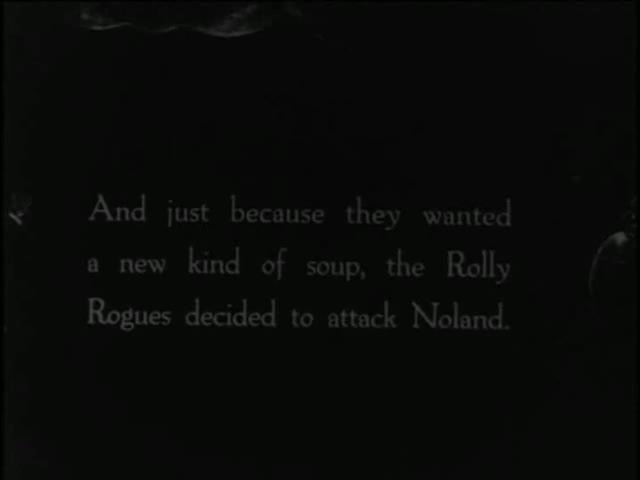 And just because they wanted
a new kind of soup, the Rolly
Rogues decided to attack Noland.